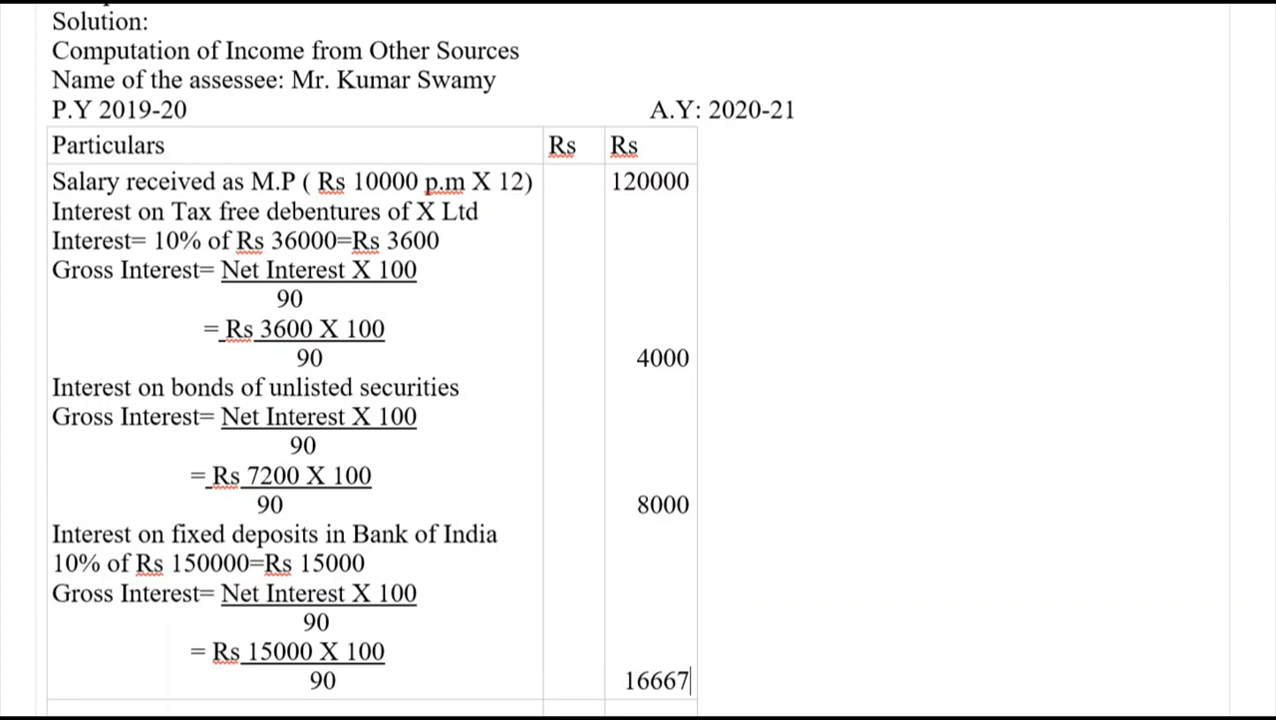 Solution:
Computation of Income from Other Sources
Name of the assessee: Mr. Kumar Swamy
P.Y 2019-20 A.Y: 2020-21
Particulars Rs Rs
Salary received as M.P ( Rs 10000 p.m X 12) 120000
Interest on Tax free debentures of X Ltd
Interest= 10% of Rs 36000=Rs 3600
Gross Interest= Net Interest X 100
90
= Rs 3600 X 100
90 4000
Interest on bonds of unlisted securities
Gross Interest= Net Interest X 100
90
= Rs 7200 X 100
90 8000
Interest on fixed deposits in Bank of India
10% of Rs 150000=Rs 15000
Gross Interest= Net Interest X 100
90
= Rs 15000 X 100
90 16667